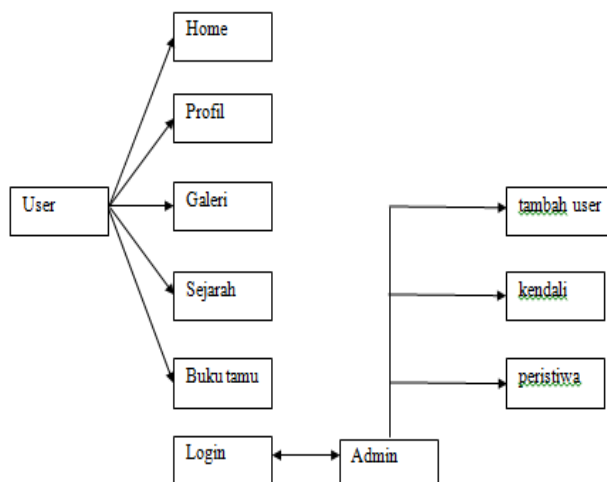 Home
Profil
Galeri
User
Sejarah
Buku tamu
Login
Admin
tambah user
kendali
peristiwa